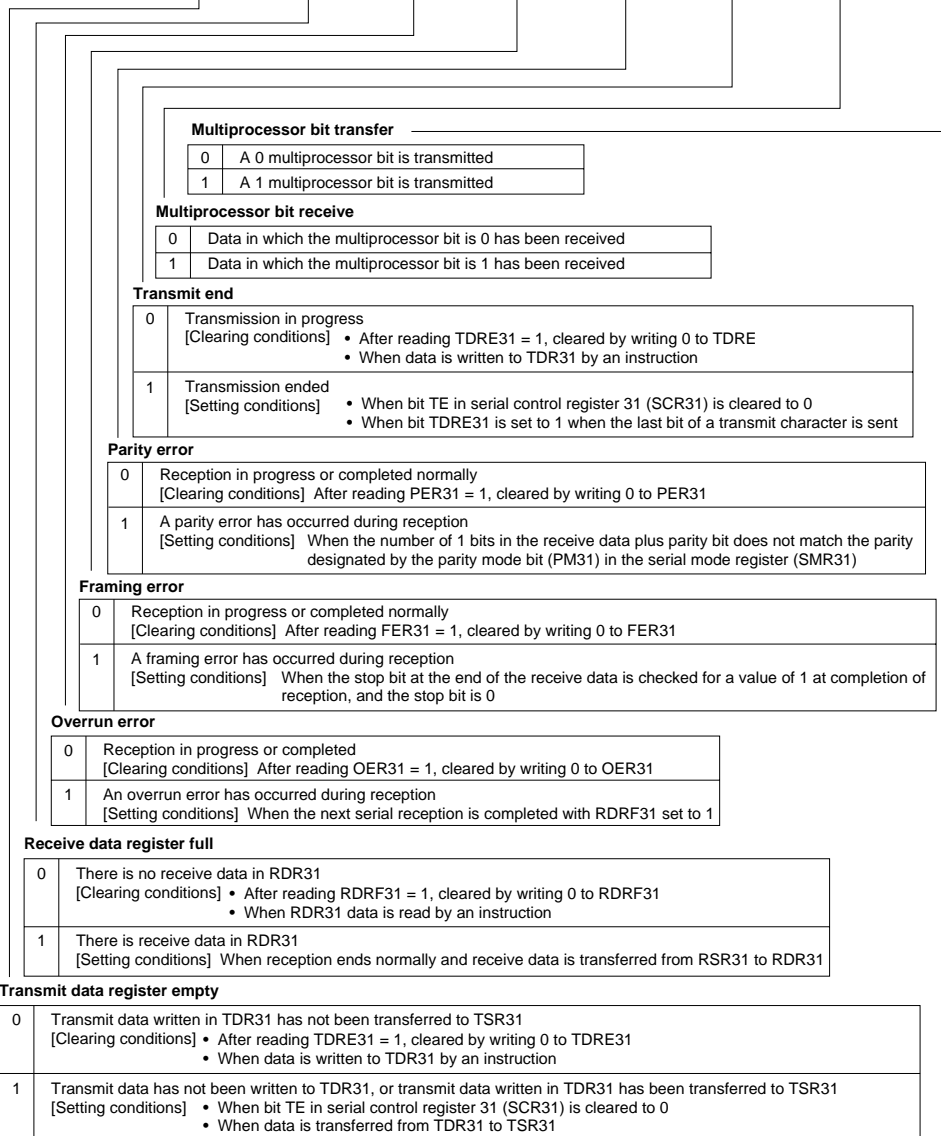 Multiprocessor bit transfer
0 A 0 multiprocessor bit is transmitted
1 A 1 multiprocessor bit is transmitted
Multiprocessor bit receive
0 Data in which the multiprocessor bit is 0 has been received
1 Data in which the multiprocessor bit is 1 has been received
Transmit end
0 Transmission in progress
[Clearing conditions] • After reading TDRE31 = 1, cleared by writing 0 to TDRE
• When data is written to TDR31 by an instruction
1 Transmission ended
[Setting conditions] • When bit TE in serial control register 31 (SCR31) is cleared to 0
• When bit TDRE31 is set to 1 when the last bit of a transmit character is sent
Parity error
0 Reception in progress or completed normally
[Clearing conditions] After reading PER31 = 1, cleared by writing 0 to PER31
1 A parity error has occurred during reception
[Setting conditions] When the number of 1 bits in the receive data plus parity bit does not match the parity
designated by the parity mode bit (PM31) in the serial mode register (SMR31)
Framing error
0 Reception in progress or completed normally
[Clearing conditions] After reading FER31 = 1, cleared by writing 0 to FER31
1 A framing error has occurred during reception
[Setting conditions] When the stop bit at the end of the receive data is checked for a value of 1 at completion of
reception, and the stop bit is 0
Overrun error
0 Reception in progress or completed
[Clearing conditions] After reading OER31 = 1, cleared by writing 0 to OER31
1 An overrun error has occurred during reception
[Setting conditions] When the next serial reception is completed with RDRF31 set to 1
Receive data register full
0 There is no receive data in RDR31
[Clearing conditions] • After reading RDRF31 = 1, cleared by writing 0 to RDRF31
• When RDR31 data is read by an instruction
1 There is receive data in RDR31
[Setting conditions] When reception ends normally and receive data is transferred from RSR31 to RDR31
Transmit data register empty
0 Transmit data written in TDR31 has not been transferred to TSR31
[Clearing conditions] • After reading TDRE31 = 1, cleared by writing 0 to TDRE31
• When data is written to TDR31 by an instruction
1 Transmit data has not been written to TDR31, or transmit data written in TDR31 has been transferred to TSR31
[Setting conditions] • When bit TE in serial control register 31 (SCR31) is cleared to 0
• When data is transferred from TDR31 to TSR31